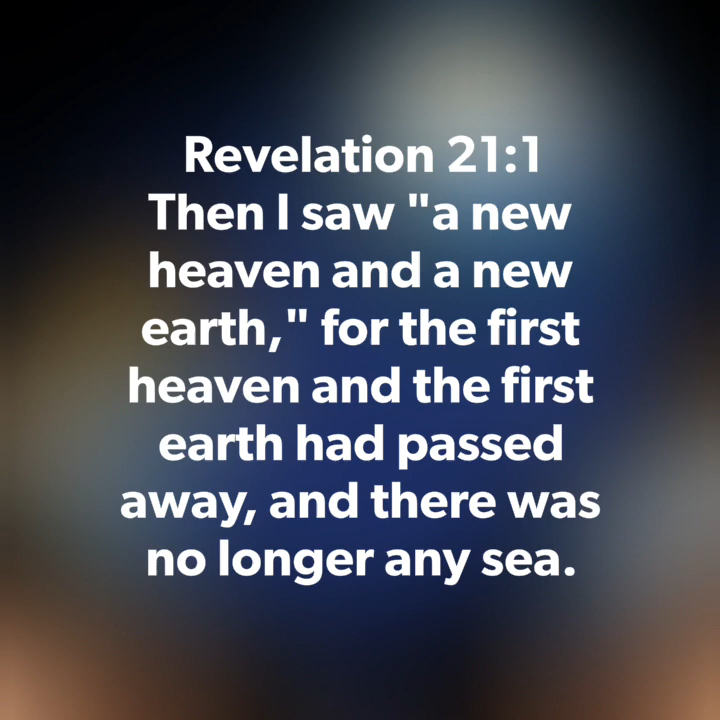 Revelation 21:1
Then I saw "a new
heaven and a new
earth," for the first
heaven and the first
earth had passed
away, and there was
no longer any sea.